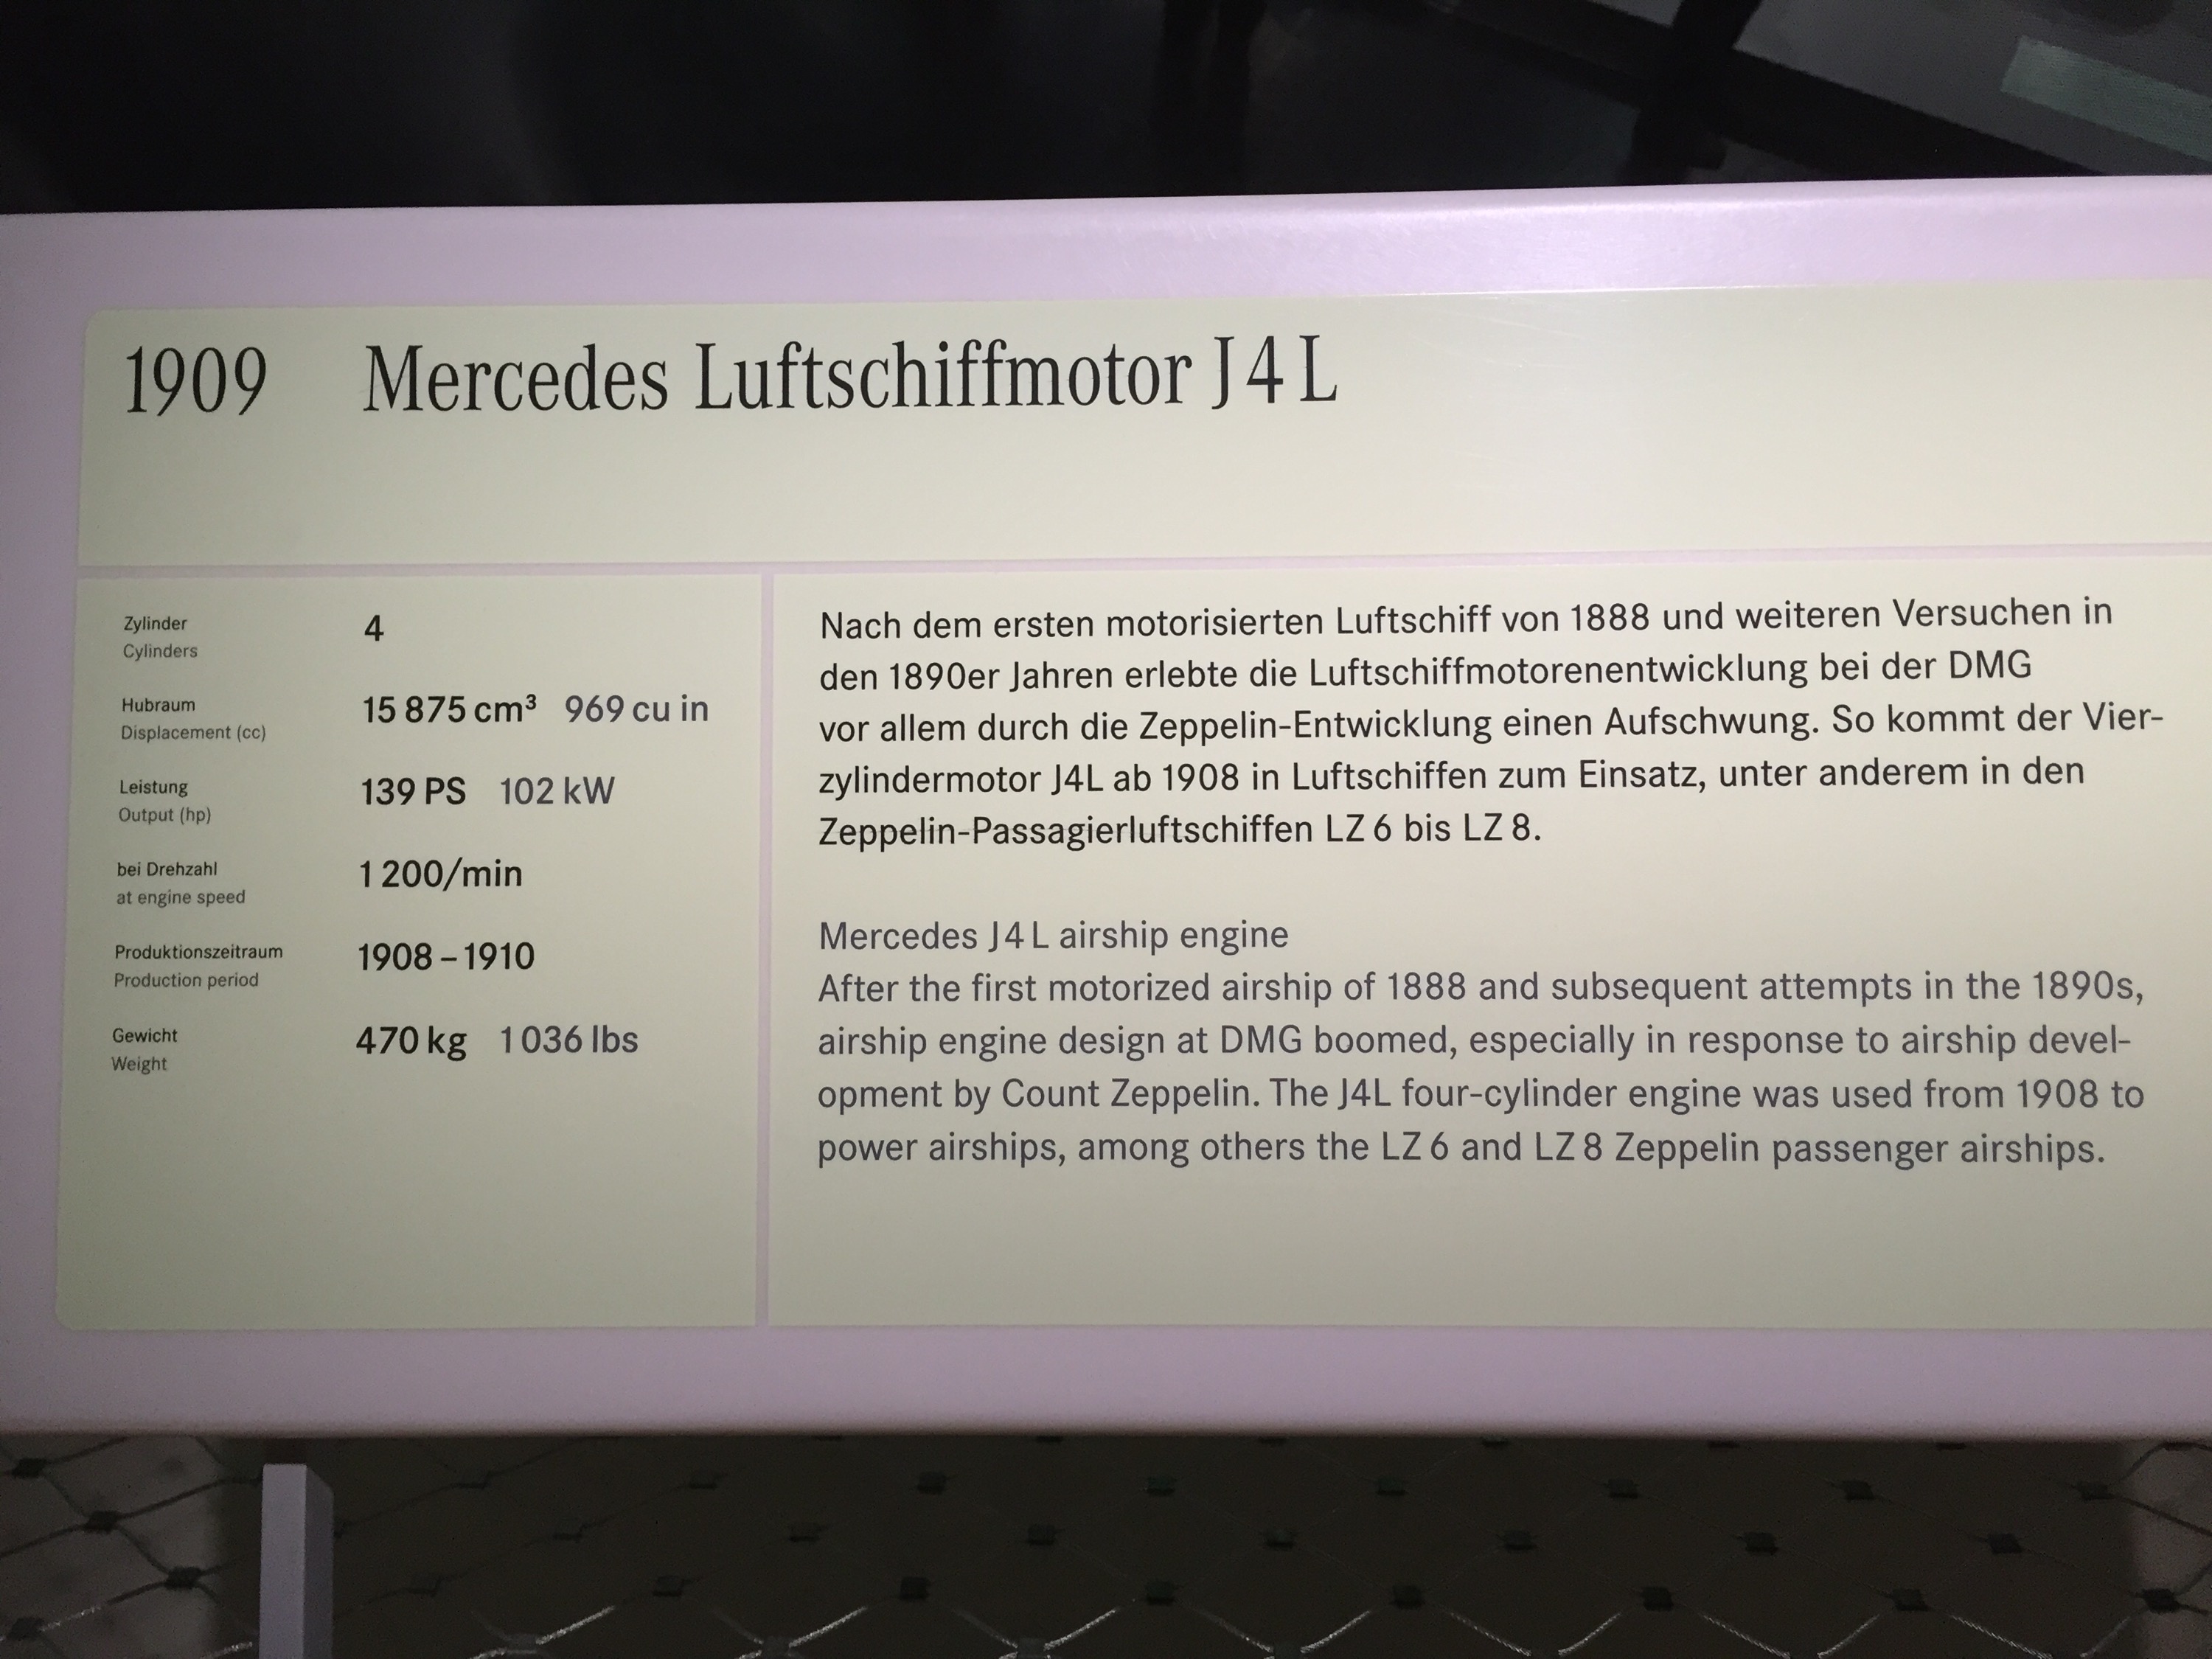 1909 Mercedes Luftschiffmotor J 4 L
Zylinder 4
Cylinders
Hubraum 15 875 cm³ 969 cu in
Displacement (cc)
Leistung 139 PS 102 kW
Output (hp)
bei Drehzahl 1 200/min
at engine speed
Produktionszeitraum 1908 – 1910
Production period
Gewicht 470 kg 1 036 lbs
Weight
Nach dem ersten motorisierten Luftschiff von 1888 und weiteren Versuchen in
den 1890er Jahren erlebte die Luftschiffmotorenentwicklung bei der DMG
vor allem durch die Zeppelin-Entwicklung einen Aufschwung. So kommt der Vier-
zylindermotor J4L ab 1908 in Luftschiffen zum Einsatz, unter anderem in den
Zeppelin-Passagierluftschiffen LZ 6 bis LZ 8.
Mercedes J 4 L airship engine
After the first motorized airship of 1888 and subsequent attempts in the 1890s,
airship engine design at DMG boomed, especially in response to airship devel-
opment by Count Zeppelin. The J4L four-cylinder engine was used from 1908 to
power airships, among others the LZ 6 and LZ 8 Zeppelin passenger airships.